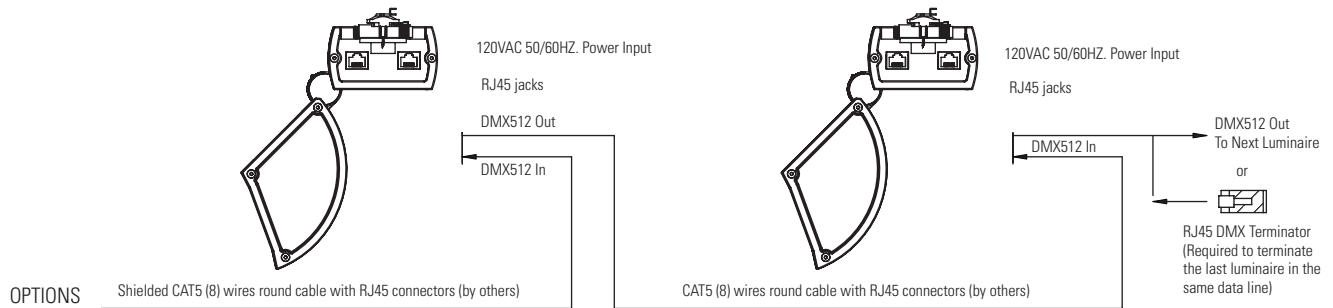 120VAC 50/60HZ. Power Input
RJ45 jacks
DMX512 Out
DMX512 In
120VAC 50/60HZ. Power Input
RJ45 jacks
DMX512 In
DMX512 Out
To Next Luminaire
or
RJ45 DMX Terminator
(Required to terminate
the last luminaire in the
same data line)
OPTIONS
Shielded CAT5 (8) wires round cable with RJ45 connectors (by others)
CAT5 (8) wires round cable with RJ45 connectors (by others)